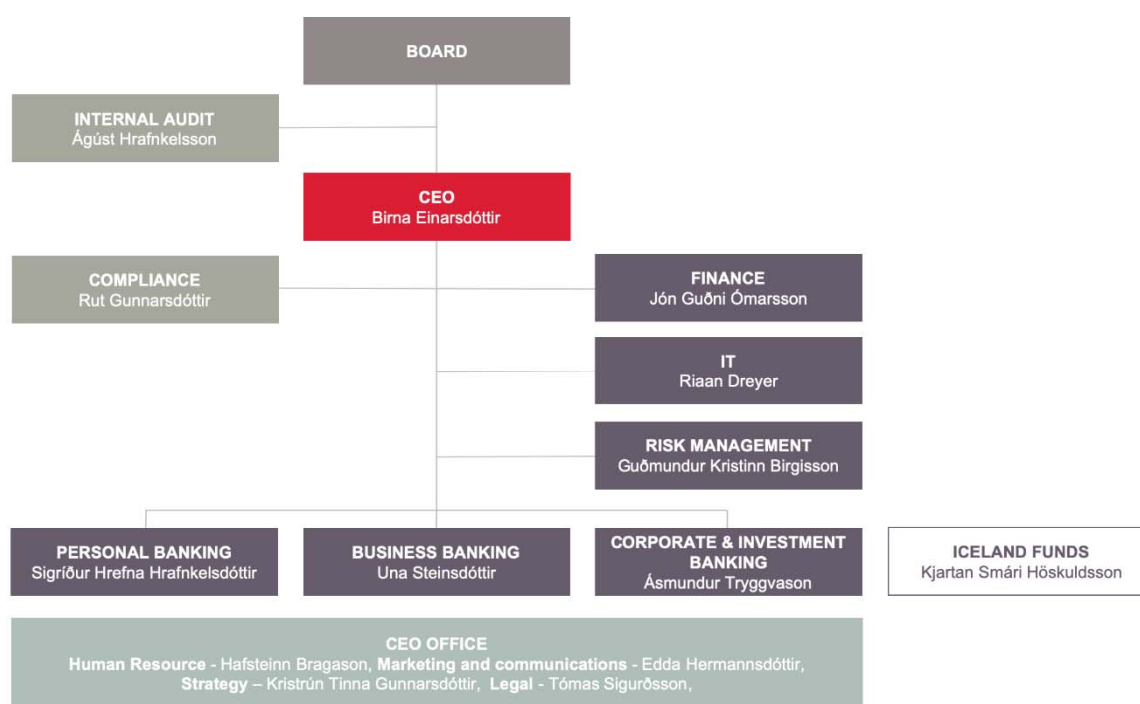 BOARD
INTERNAL AUDIT
Ágúst Hrafnkelsson
CEO
Birna Einarsdóttir
COMPLIANCE
Rut Gunnarsdóttir
FINANCE
Jón Guðni Ómarsson
IT
Riaan Dreyer
RISK MANAGEMENT
Guðmundur Kristinn Birgisson
PERSONAL BANKING
Sigríður Hrefna Hrafnkelsdóttir
BUSINESS BANKING
Una Steinsdóttir
CORPORATE & INVESTMENT
BANKING
Ásmundur Tryggvason
ICELAND FUNDS
Kjartan Smári Höskuldsson
CEO OFFICE
Human Resource - Hafsteinn Bragason, Marketing and communications - Edda Hermannsdóttir,
Strategy – Kristrún Tinna Gunnarsdóttir, Legal - Tómas Sigurðsson,